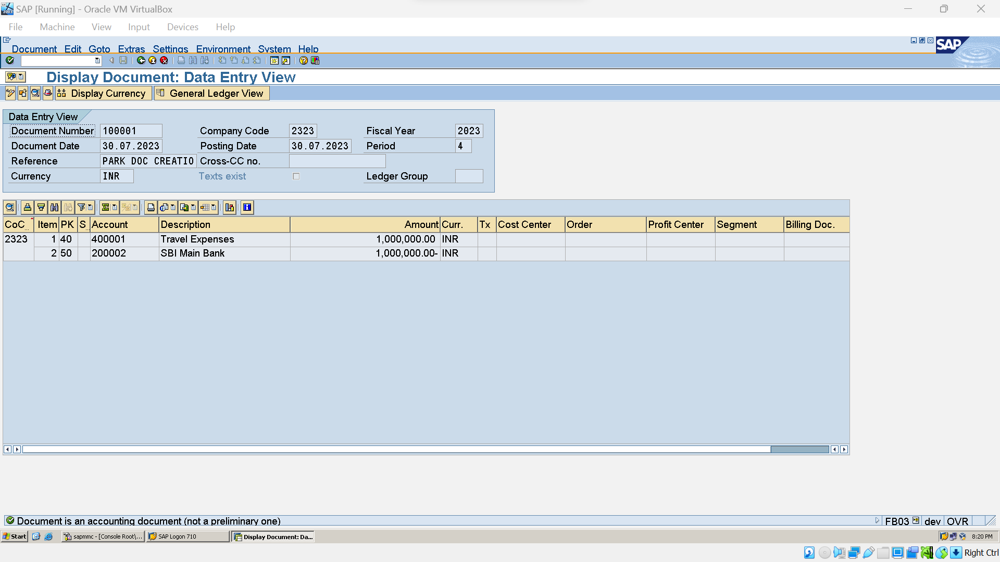 SAP [Running] - Oracle VM VirtualBox
File Machine View Input Devices Help
Document Edit Goto Extras Settings Environment System Help
SAP
Display Document: Data Entry View
Display Currency General Ledger View
Data Entry View
Document Number 100001 Company Code 2323 Fiscal Year 2023
Document Date 30.07.2023 Posting Date 30.07.2023 Period 4
Reference PARK DOC CREATIO Cross-CC no.
Currency INR Texts exist Ledger Group
CoC... Item PK S... Account Description Amount Curr. Tx Cost Center Order Profit Center Segment Billing Doc.
2323 1 40 400001 Travel Expenses 1,000,000.00 INR
2 50 200002 SBI Main Bank 1,000,000.00- INR
Document is an accounting document (not a preliminary one)
FB03 dev OVR
Start sapmmc - [Console Root\... SAP Logon 710 Display Document: Da... 8:20 PM
Right Ctrl